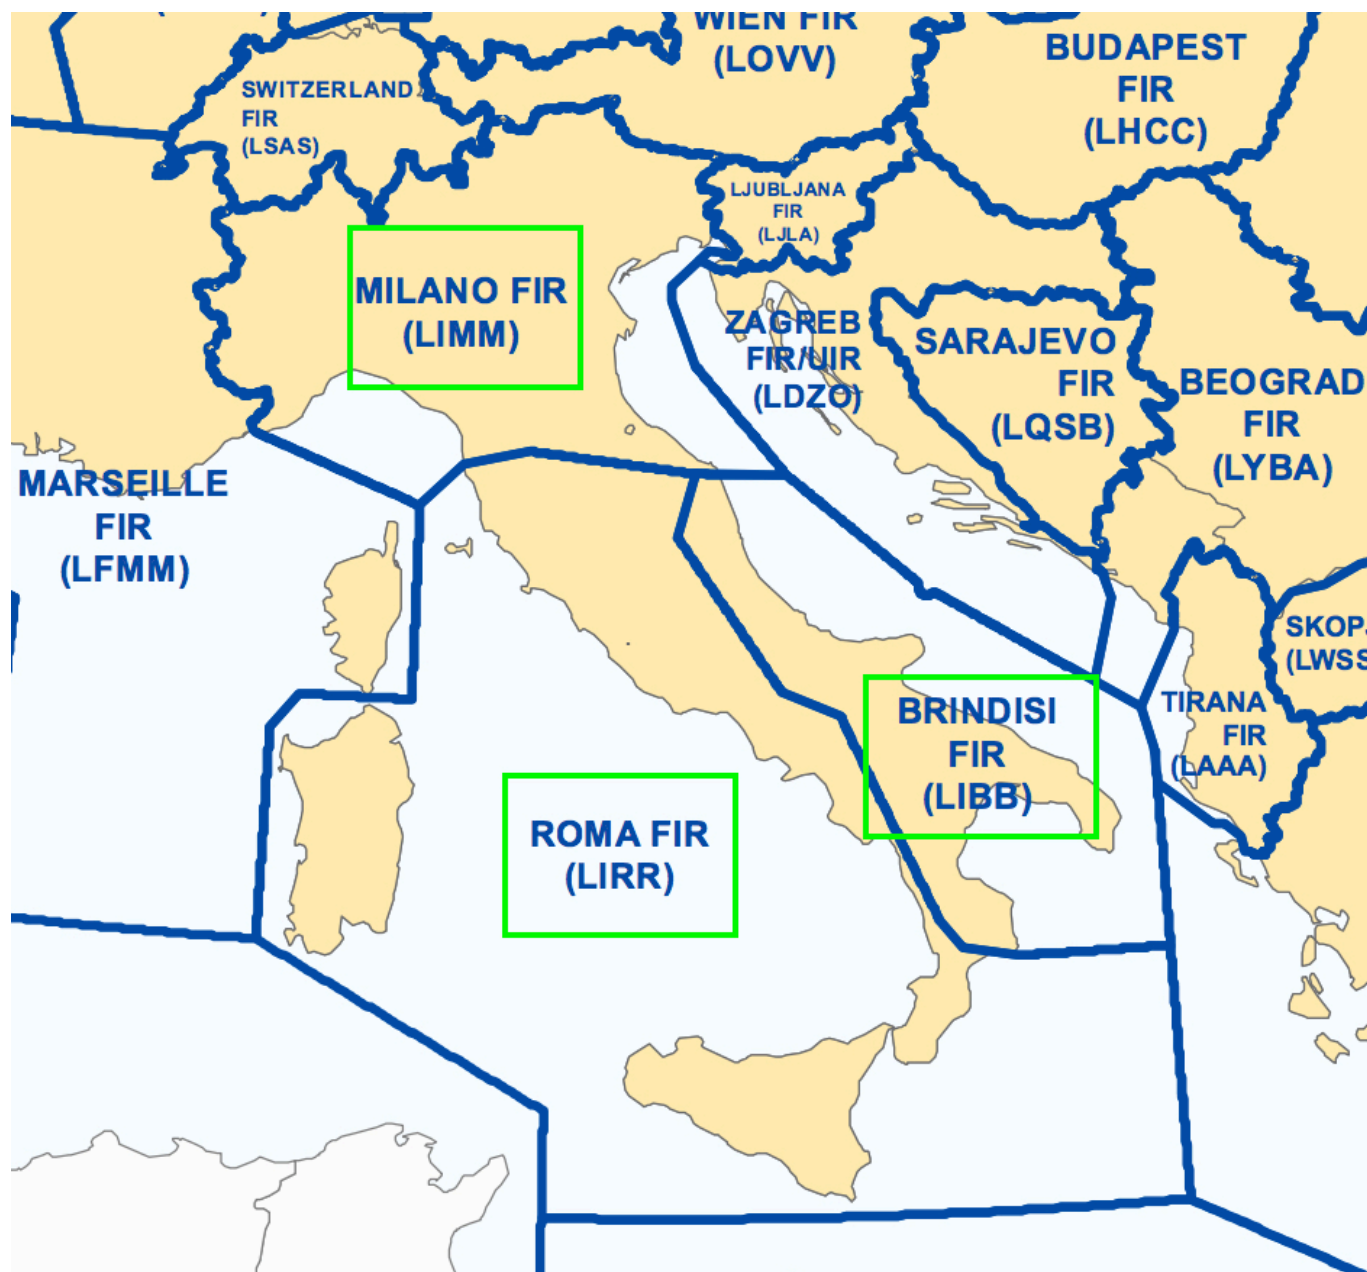 WIEN FIR
(LOVV)
BUDAPEST
FIR
(LHCC)
SWITZERLAND
FIR
(LSAS)
LJUBLJANA
FIR
(LJLA)
MILANO FIR
(LIMM)
ZAGREB
FIR/UIR
(LDZO)
SARAJEVO
FIR
(LQSB)
BEOGRAD
FIR
(LYBA)
MARSEILLE
FIR
(LFMM)
(LWSS
BRINDISI
FIR
(LIBB)
TIRANA
FIR
(LAAA)
ROMA FIR
(LIRR)